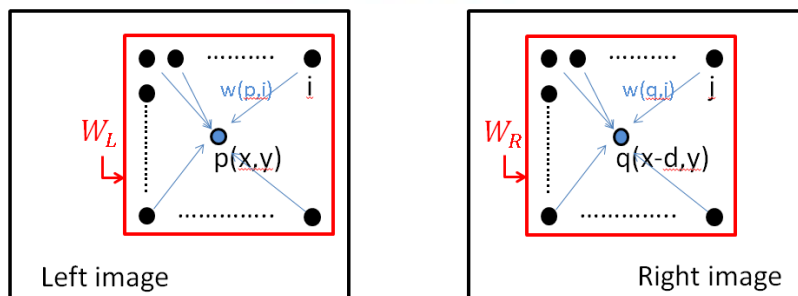 i
w(p,i)
W_L
p(x,y)
Left image
j
w(q,j)
W_R
q(x-d,y)
Right image